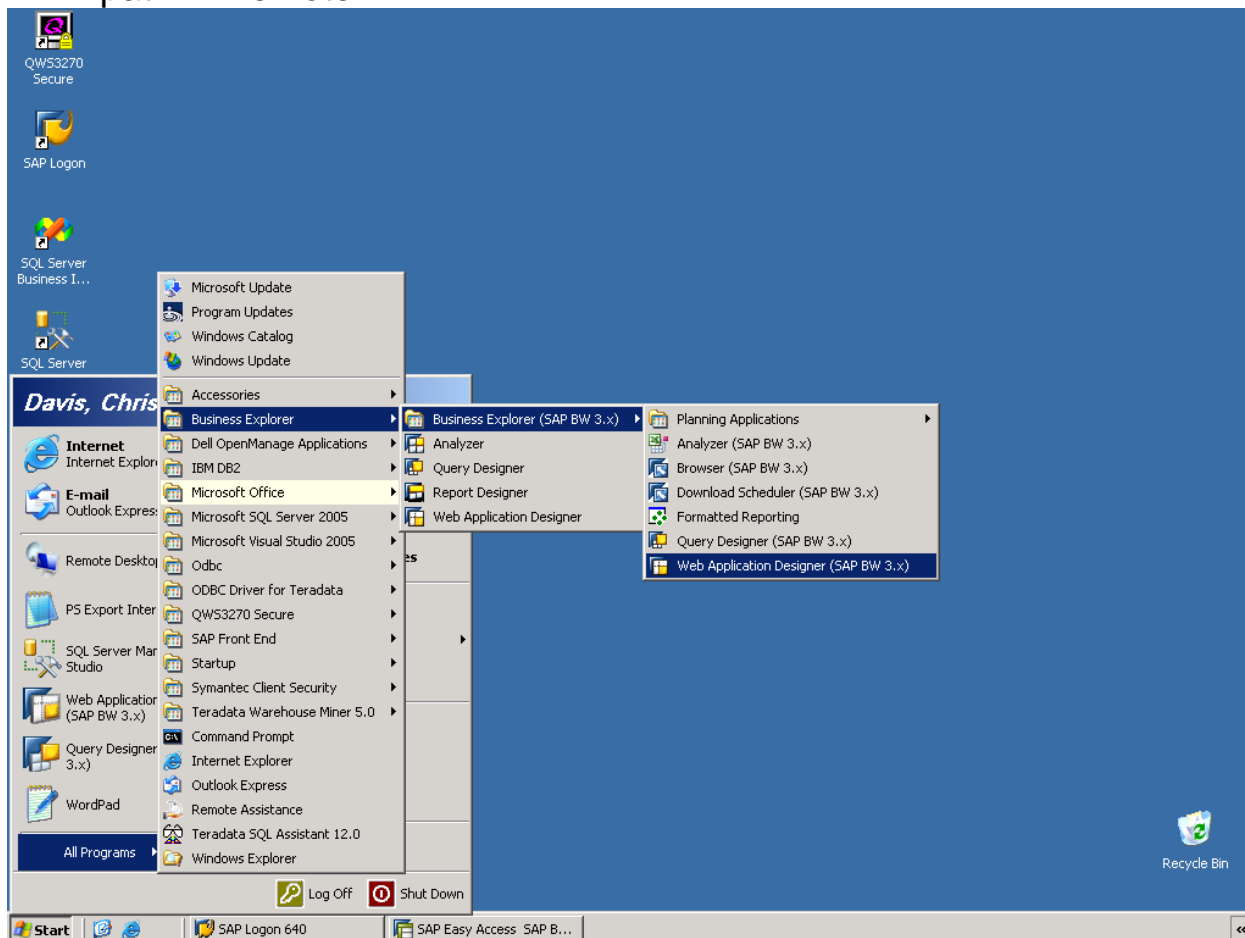 QWS3270
Secure
SAP Logon
SQL Server
Business I...
SQL Server
Microsoft Update
Program Updates
Windows Catalog
Windows Update
Accessories
Business Explorer
Dell OpenManage Applications
IBM DB2
Microsoft Office
Microsoft SQL Server 2005
Microsoft Visual Studio 2005
Odbc
ODBC Driver for Teradata
QWS3270 Secure
SAP Front End
Startup
Symantec Client Security
Teradata Warehouse Miner 5.0
Command Prompt
Internet Explorer
Outlook Express
Remote Assistance
Teradata SQL Assistant 12.0
Windows Explorer
Business Explorer (SAP BW 3.x)
Analyzer
Query Designer
Report Designer
Web Application Designer
Planning Applications
Analyzer (SAP BW 3.x)
Browser (SAP BW 3.x)
Download Scheduler (SAP BW 3.x)
Formatted Reporting
Query Designer (SAP BW 3.x)
Web Application Designer (SAP BW 3.x)
Davis, Chris
Internet
Internet Explor
E-mail
Outlook Expres
Remote Deskto
PS Export Inter
SQL Server Mar
Studio
Web Application
(SAP BW 3.x)
Query Designer
3.x)
WordPad
All Programs
es
Log Off
Shut Down
Recycle Bin
Start
SAP Logon 640
SAP Easy Access SAP B...